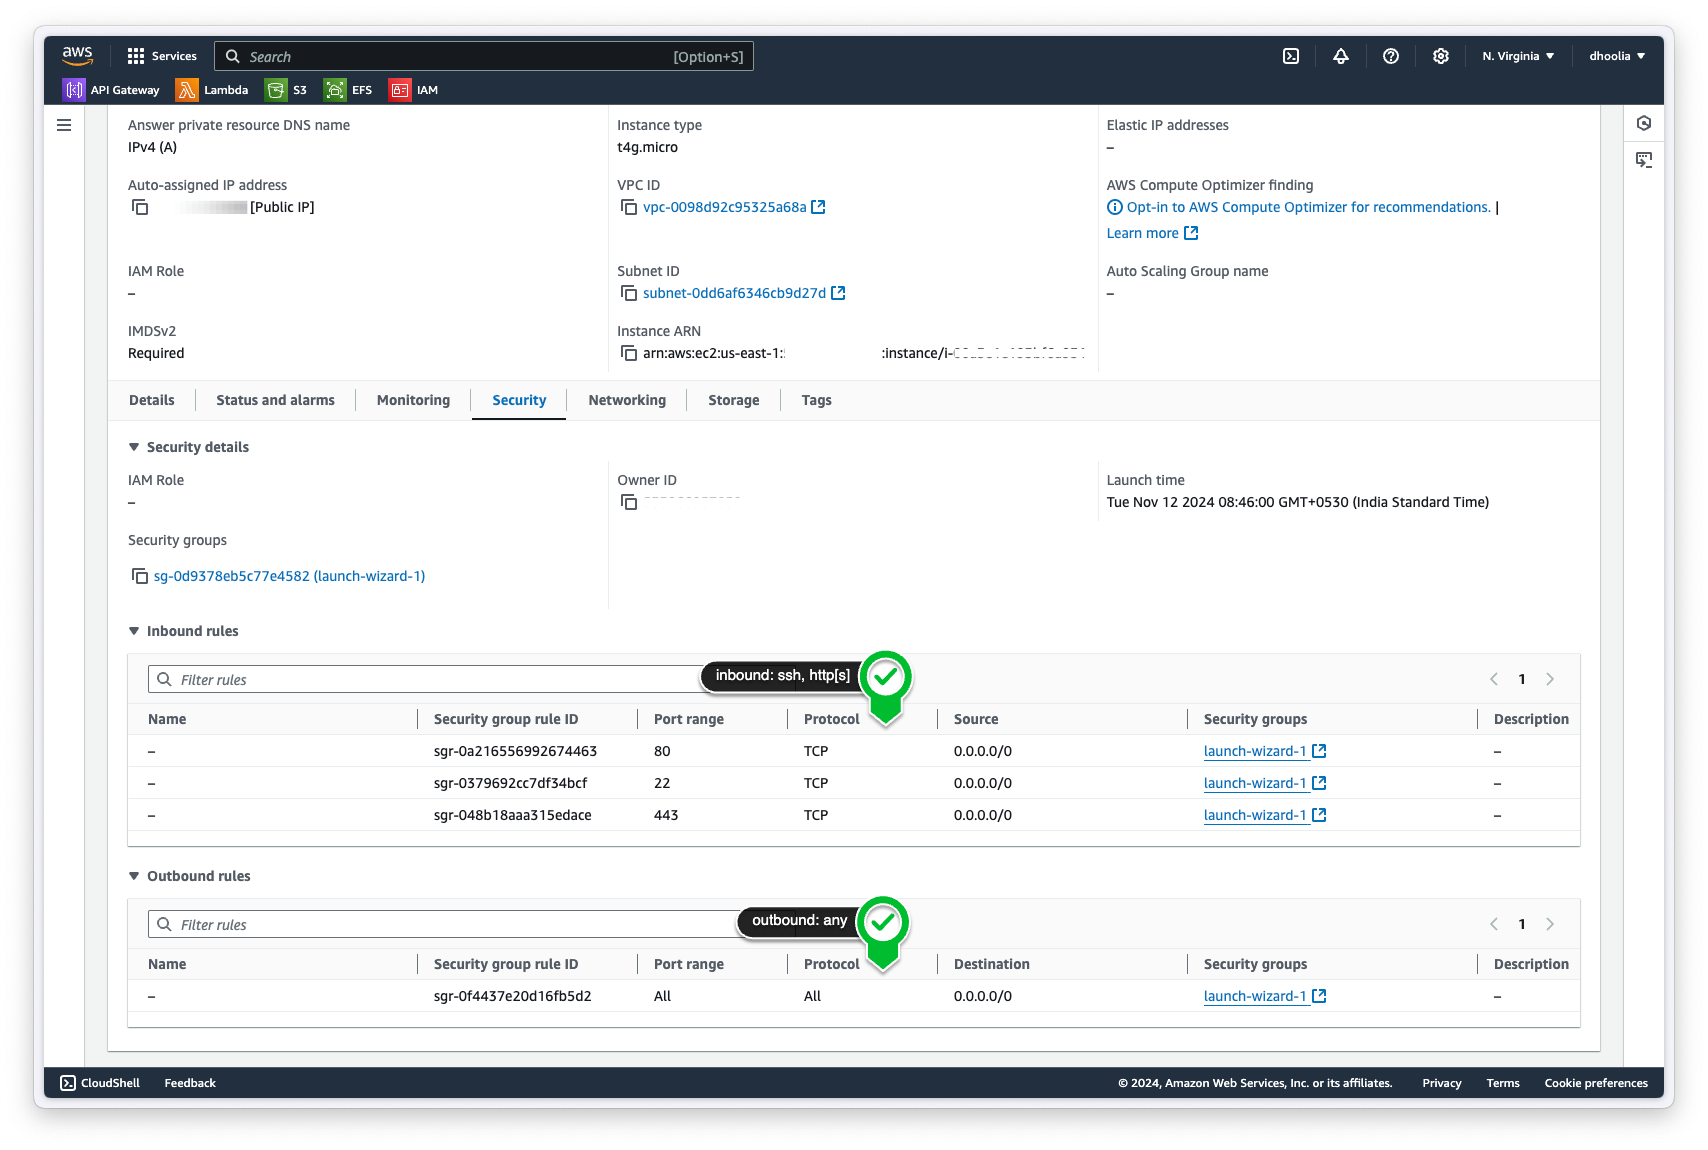 aws
Services
Search [Option+S]
N. Virginia
dhoolia
API Gateway
Lambda
S3
EFS
IAM
Answer private resource DNS name
IPv4 (A)
Instance type
t4g.micro
Elastic IP addresses
–
Auto-assigned IP address
[Public IP]
VPC ID
vpc-0098d92c95325a68a
AWS Compute Optimizer finding
Opt-in to AWS Compute Optimizer for recommendations. |
Learn more
IAM Role
–
Subnet ID
subnet-0dd6af6346cb9d27d
Auto Scaling Group name
–
IMDSv2
Required
Instance ARN
arn:aws:ec2:us-east-1: :instance/i-
Details
Status and alarms
Monitoring
Security
Networking
Storage
Tags
Security details
IAM Role
–
Owner ID
Launch time
Tue Nov 12 2024 08:46:00 GMT+0530 (India Standard Time)
Security groups
sg-0d9378eb5c77e4582 (launch-wizard-1)
Inbound rules
Filter rules
inbound: ssh, http[s]
1
Name Security group rule ID Port range Protocol Source Security groups Description
– sgr-0a216556992674463 80 TCP 0.0.0.0/0 launch-wizard-1 –
– sgr-0379692cc7df34bcf 22 TCP 0.0.0.0/0 launch-wizard-1 –
– sgr-048b18aaa315edace 443 TCP 0.0.0.0/0 launch-wizard-1 –
Outbound rules
Filter rules
outbound: any
1
Name Security group rule ID Port range Protocol Destination Security groups Description
– sgr-0f4437e20d16fb5d2 All All 0.0.0.0/0 launch-wizard-1 –
CloudShell
Feedback
© 2024, Amazon Web Services, Inc. or its affiliates.
Privacy
Terms
Cookie preferences